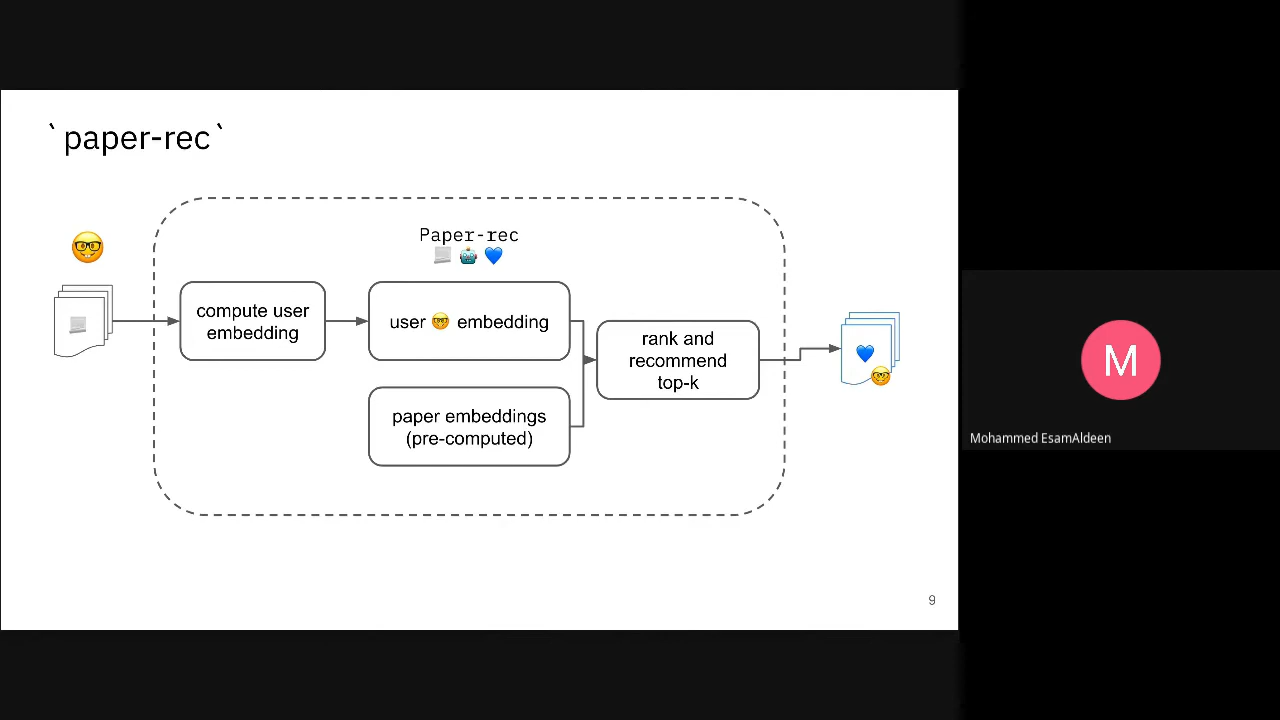 `paper-rec`
Paper-rec
compute user
embedding
user 🤓 embedding
paper embeddings
(pre-computed)
rank and
recommend
top-k
9
M
Mohammed EsamAldeen